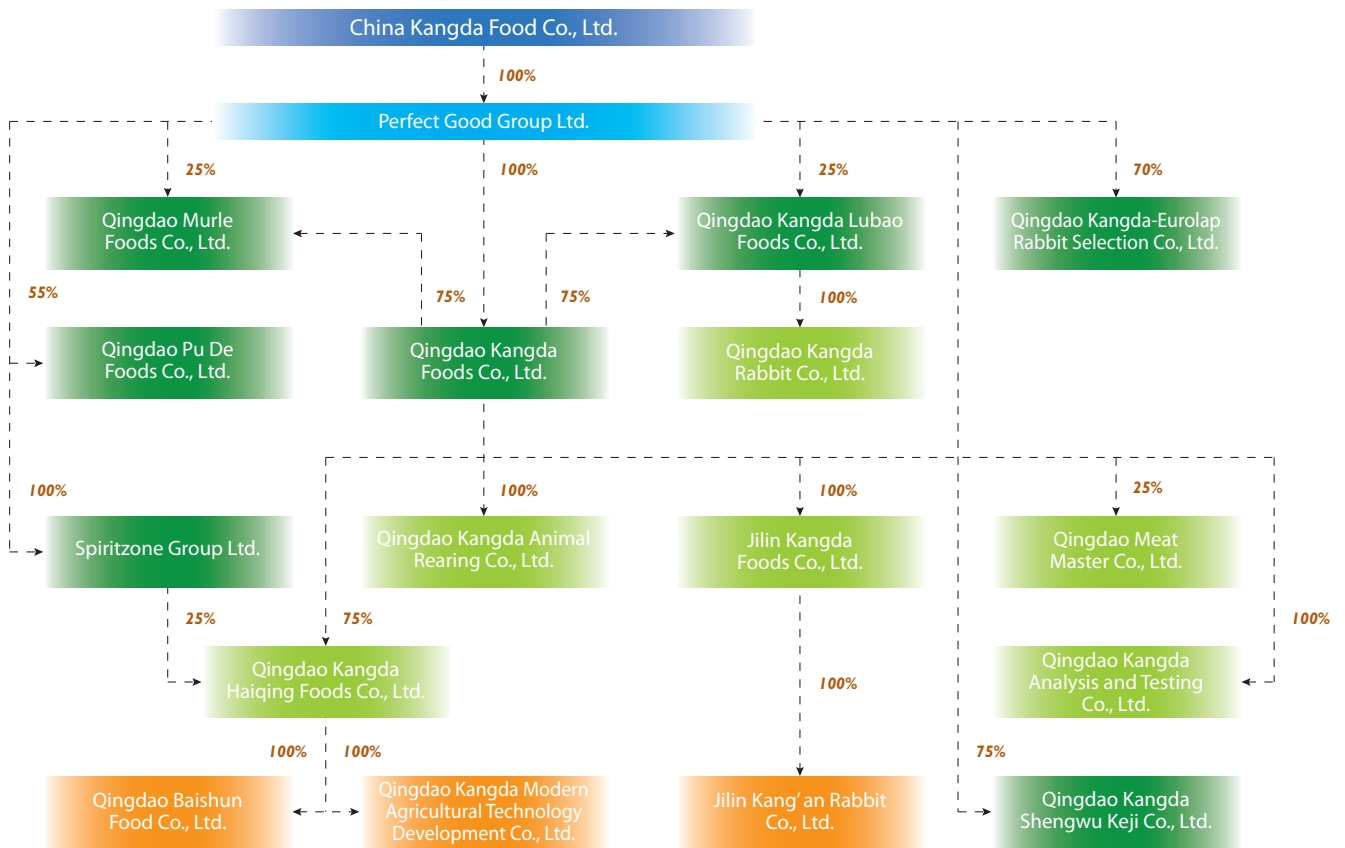 China Kangda Food Co., Ltd.
100%
Perfect Good Group Ltd.
25%
100%
25%
70%
Qingdao Murle
Foods Co., Ltd.
Qingdao Kangda Lubao
Foods Co., Ltd.
Qingdao Kangda-Eurolap
Rabbit Selection Co., Ltd.
55%
75%
75%
100%
Qingdao Pu De
Foods Co., Ltd.
Qingdao Kangda
Foods Co., Ltd.
Qingdao Kangda
Rabbit Co., Ltd.
100%
100%
100%
25%
Spiritzone Group Ltd.
Qingdao Kangda Animal
Rearing Co., Ltd.
Jilin Kangda
Foods Co., Ltd.
Qingdao Meat
Master Co., Ltd.
25%
75%
100%
Qingdao Kangda
Haiqing Foods Co., Ltd.
Qingdao Kangda
Analysis and Testing
Co., Ltd.
100%
100%
100%
75%
Qingdao Baishun
Food Co., Ltd.
Qingdao Kangda Modern
Agricultural Technology
Development Co., Ltd.
Jilin Kang' an Rabbit
Co., Ltd.
Qingdao Kangda
Shengwu Keji Co., Ltd.